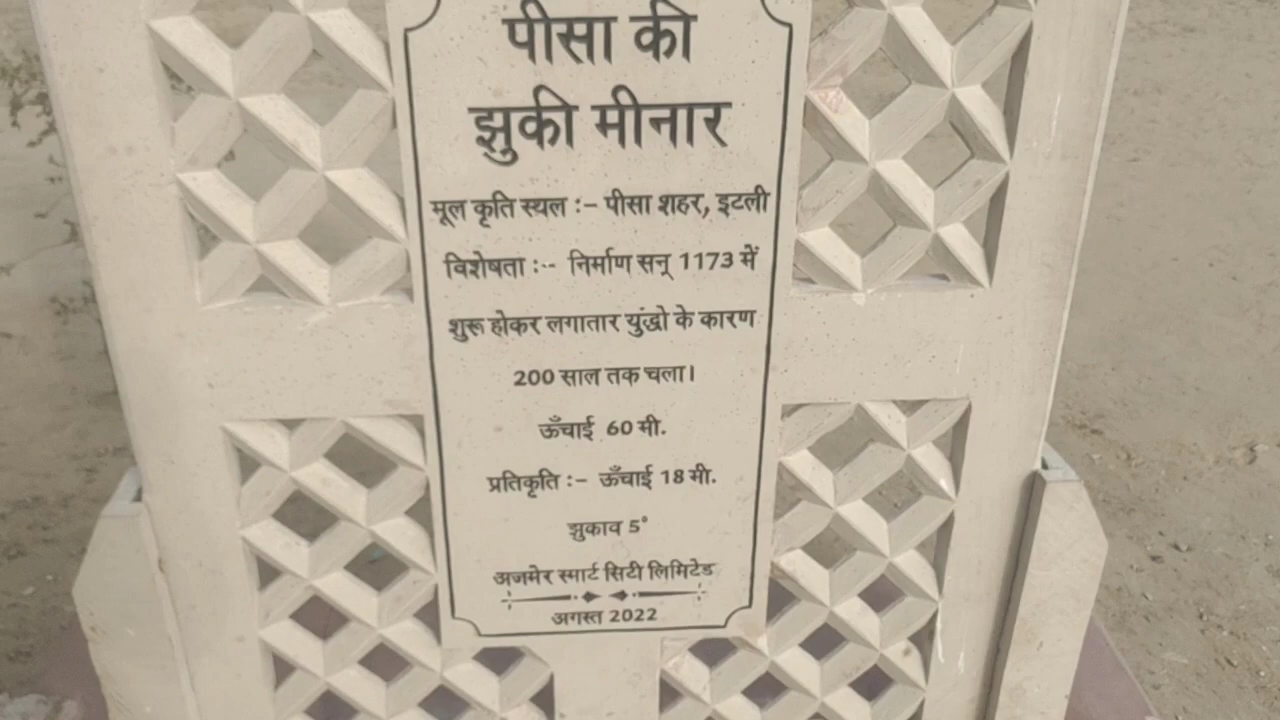 पीसा की
झुकी मीनार
मूल कृति स्थल :- पीसा शहर, इटली
विशेषता :-- निर्माण सन् 1173 में
शुरू होकर लगातार युंद्धो के कारण
200 साल तक चला।
ऊँचाई 60 मी.
प्रतिकृति :- ऊँचाई 18 मी.
झुकाव 5°
अजमेर स्मार्ट सिटी लिमिटेड
अगस्त 2022